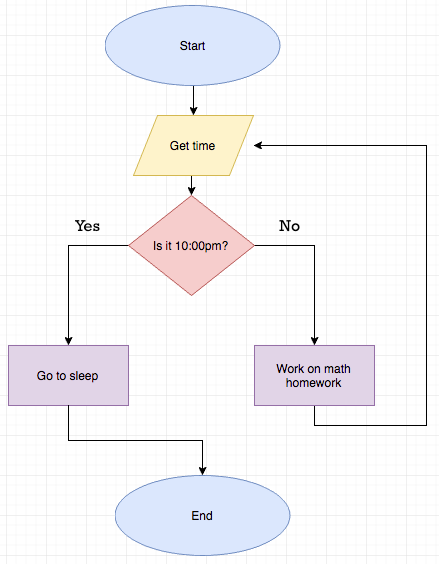 Start
Get time
Is it 10:00pm?
Yes
No
Go to sleep
Work on math
homework
End